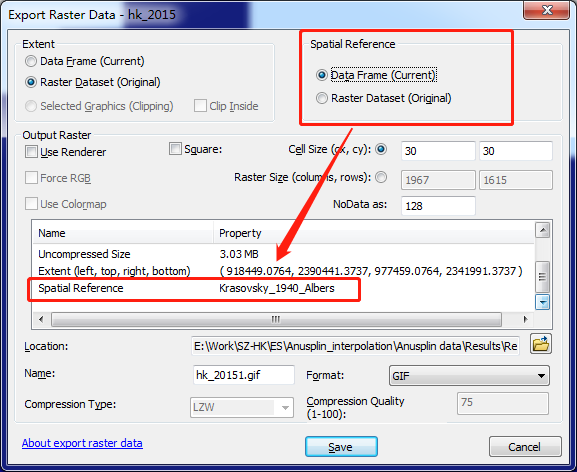 Export Raster Data - hk_2015
Extent
Data Frame (Current)
Raster Dataset (Original)
Selected Graphics (Clipping)
Clip Inside
Spatial Reference
Data Frame (Current)
Raster Dataset (Original)
Output Raster
Use Renderer
Square:
Cell Size (cx, cy):
30
30
Force RGB
Raster Size (columns, rows):
1967
1615
Use Colormap
NoData as:
128
Name Property
Uncompressed Size 3.03 MB
Extent (left, top, right, bottom) ( 918449.0764, 2390441.3737, 977459.0764, 2341991.3737 )
Spatial Reference Krasovsky_1940_Albers
Location:
E:\Work\SZ-HK\ES\Anusplin_interpolation\Anusplin data\Results\Re
Name:
hk_20151.gif
Format:
GIF
Compression Type:
LZW
Compression Quality
(1-100):
75
About export raster data
Save
Cancel